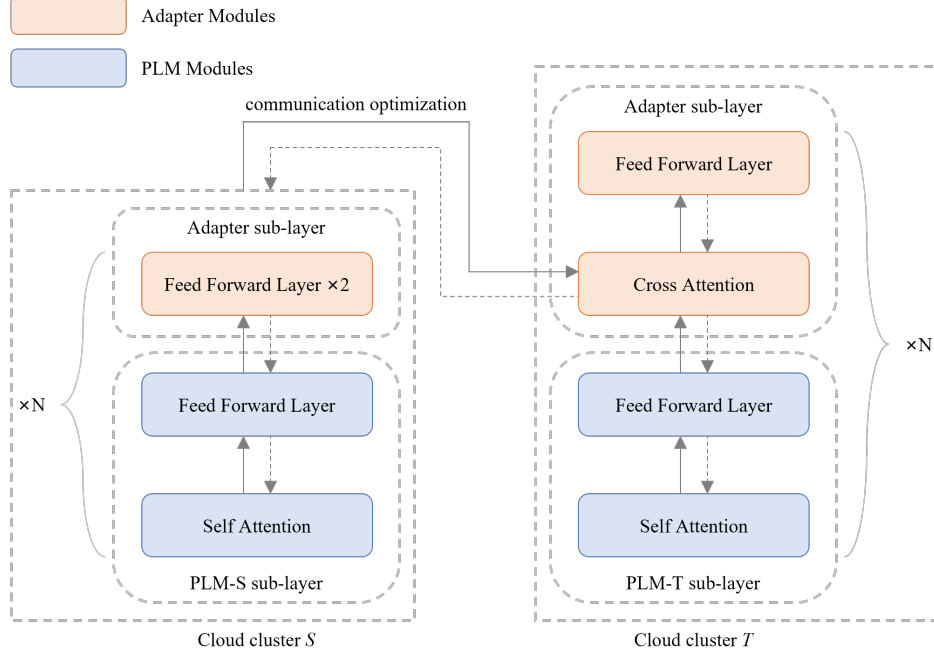 Adapter Modules
PLM Modules
communication optimization
Adapter sub-layer
Feed Forward Layer ×2
Feed Forward Layer
Self Attention
PLM-S sub-layer
×N
Cloud cluster S
Adapter sub-layer
Feed Forward Layer
Cross Attention
Feed Forward Layer
Self Attention
PLM-T sub-layer
×N
Cloud cluster T